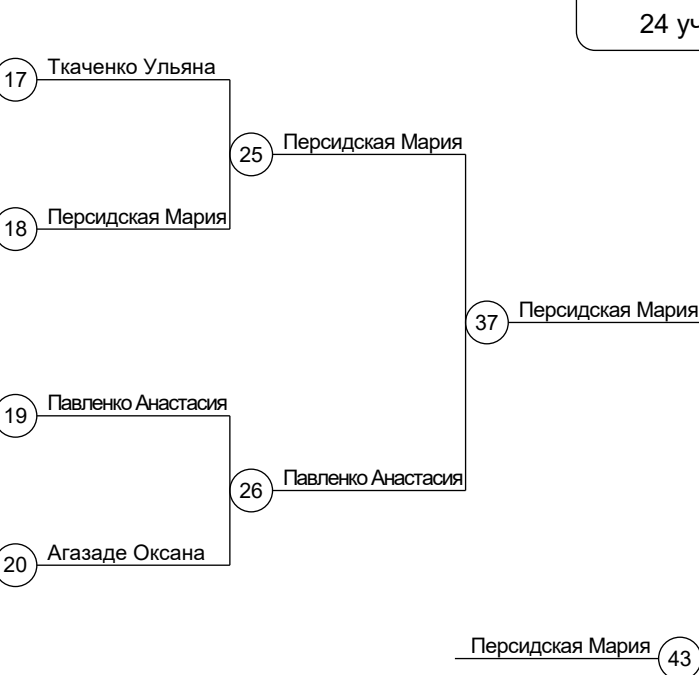 24 уч
17 Ткаченко Ульяна
25 Персидская Мария
18 Персидская Мария
37 Персидская Мария
19 Павленко Анастасия
26 Павленко Анастасия
20 Агазаде Оксана
Персидская Мария 43